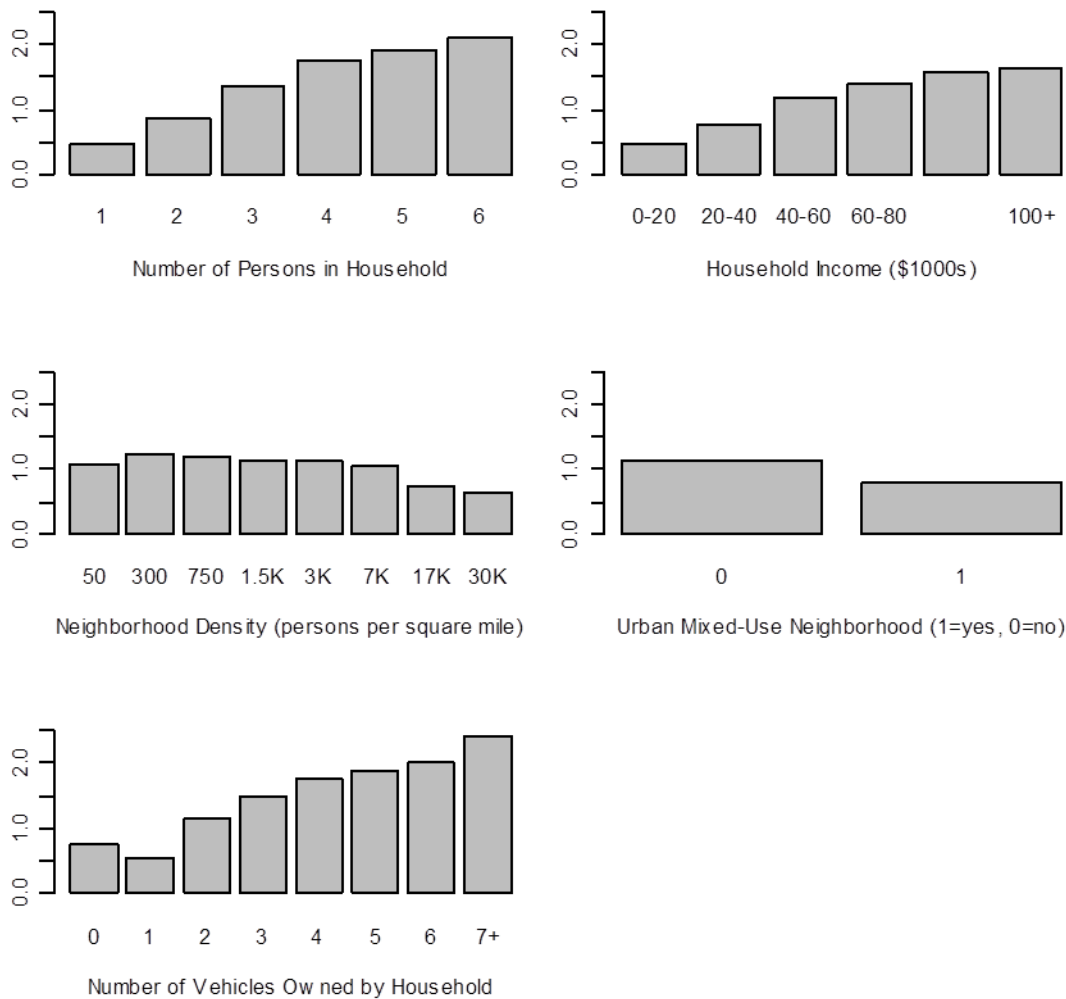 0.0 1.0 2.0
1 2 3 4 5 6
Number of Persons in Household
0.0 1.0 2.0
0-20 20-40 40-60 60-80 100+
Household Income ($1000s)
0.0 1.0 2.0
50 300 750 1.5K 3K 7K 17K 30K
Neighborhood Density (persons per square mile)
0.0 1.0 2.0
0 1
Urban Mixed-Use Neighborhood (1=yes, 0=no)
0.0 1.0 2.0
0 1 2 3 4 5 6 7+
Number of Vehicles Owned by Household